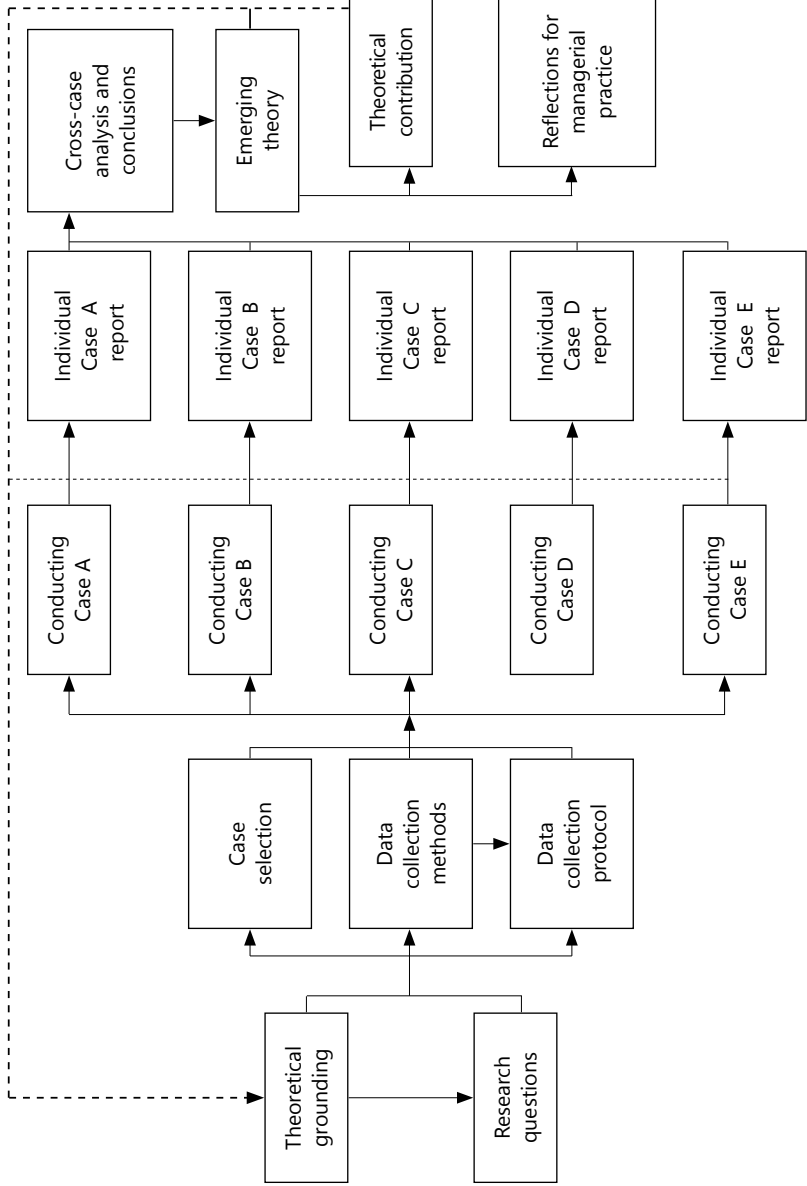 Theoretical
grounding
Research
questions
Case
selection
Data
collection
methods
Data
collection
protocol
Conducting
Case A
Conducting
Case B
Conducting
Case C
Conducting
Case D
Conducting
Case E
Individual
Case A
report
Individual
Case B
report
Individual
Case C
report
Individual
Case D
report
Individual
Case E
report
Cross-case
analysis and
conclusions
Emerging
theory
Theoretical
contribution
Reflections for
managerial
practice